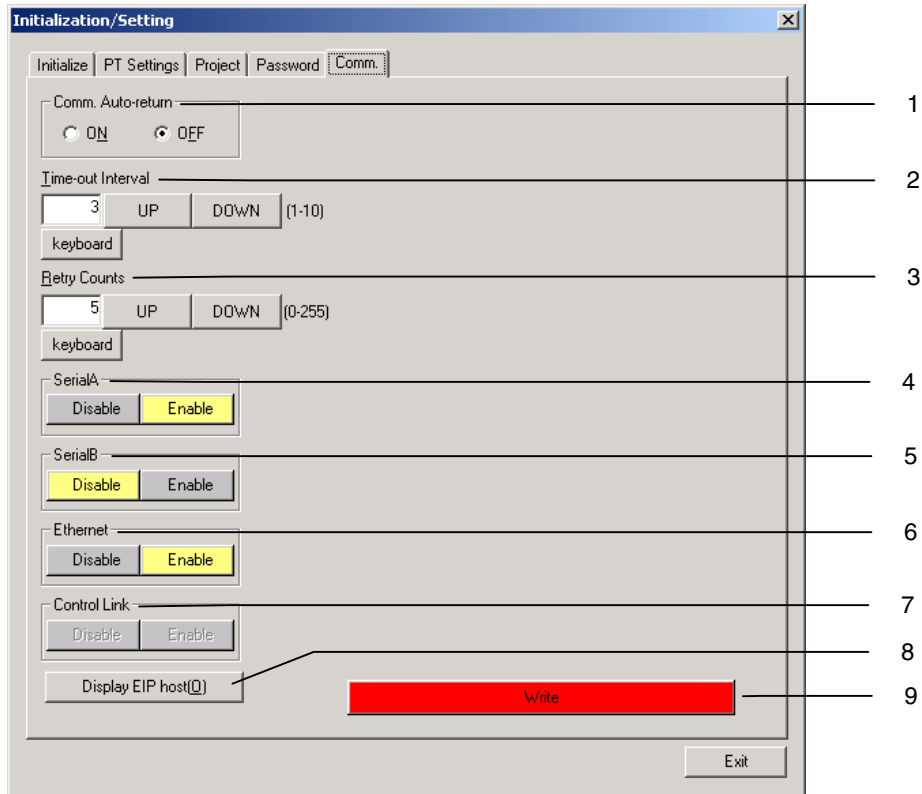 Initialization/Setting
Initialize PT Settings Project Password Comm.
Comm. Auto-return 1
ON OFF
Time-out Interval 2
3 UP DOWN (1-10)
keyboard
Retry Counts 3
5 UP DOWN (0-255)
keyboard
SerialA 4
Disable Enable
SerialB 5
Disable Enable
Ethernet 6
Disable Enable
Control Link 7
Disable Enable
8
Display EIP host(O) Write 9
Exit